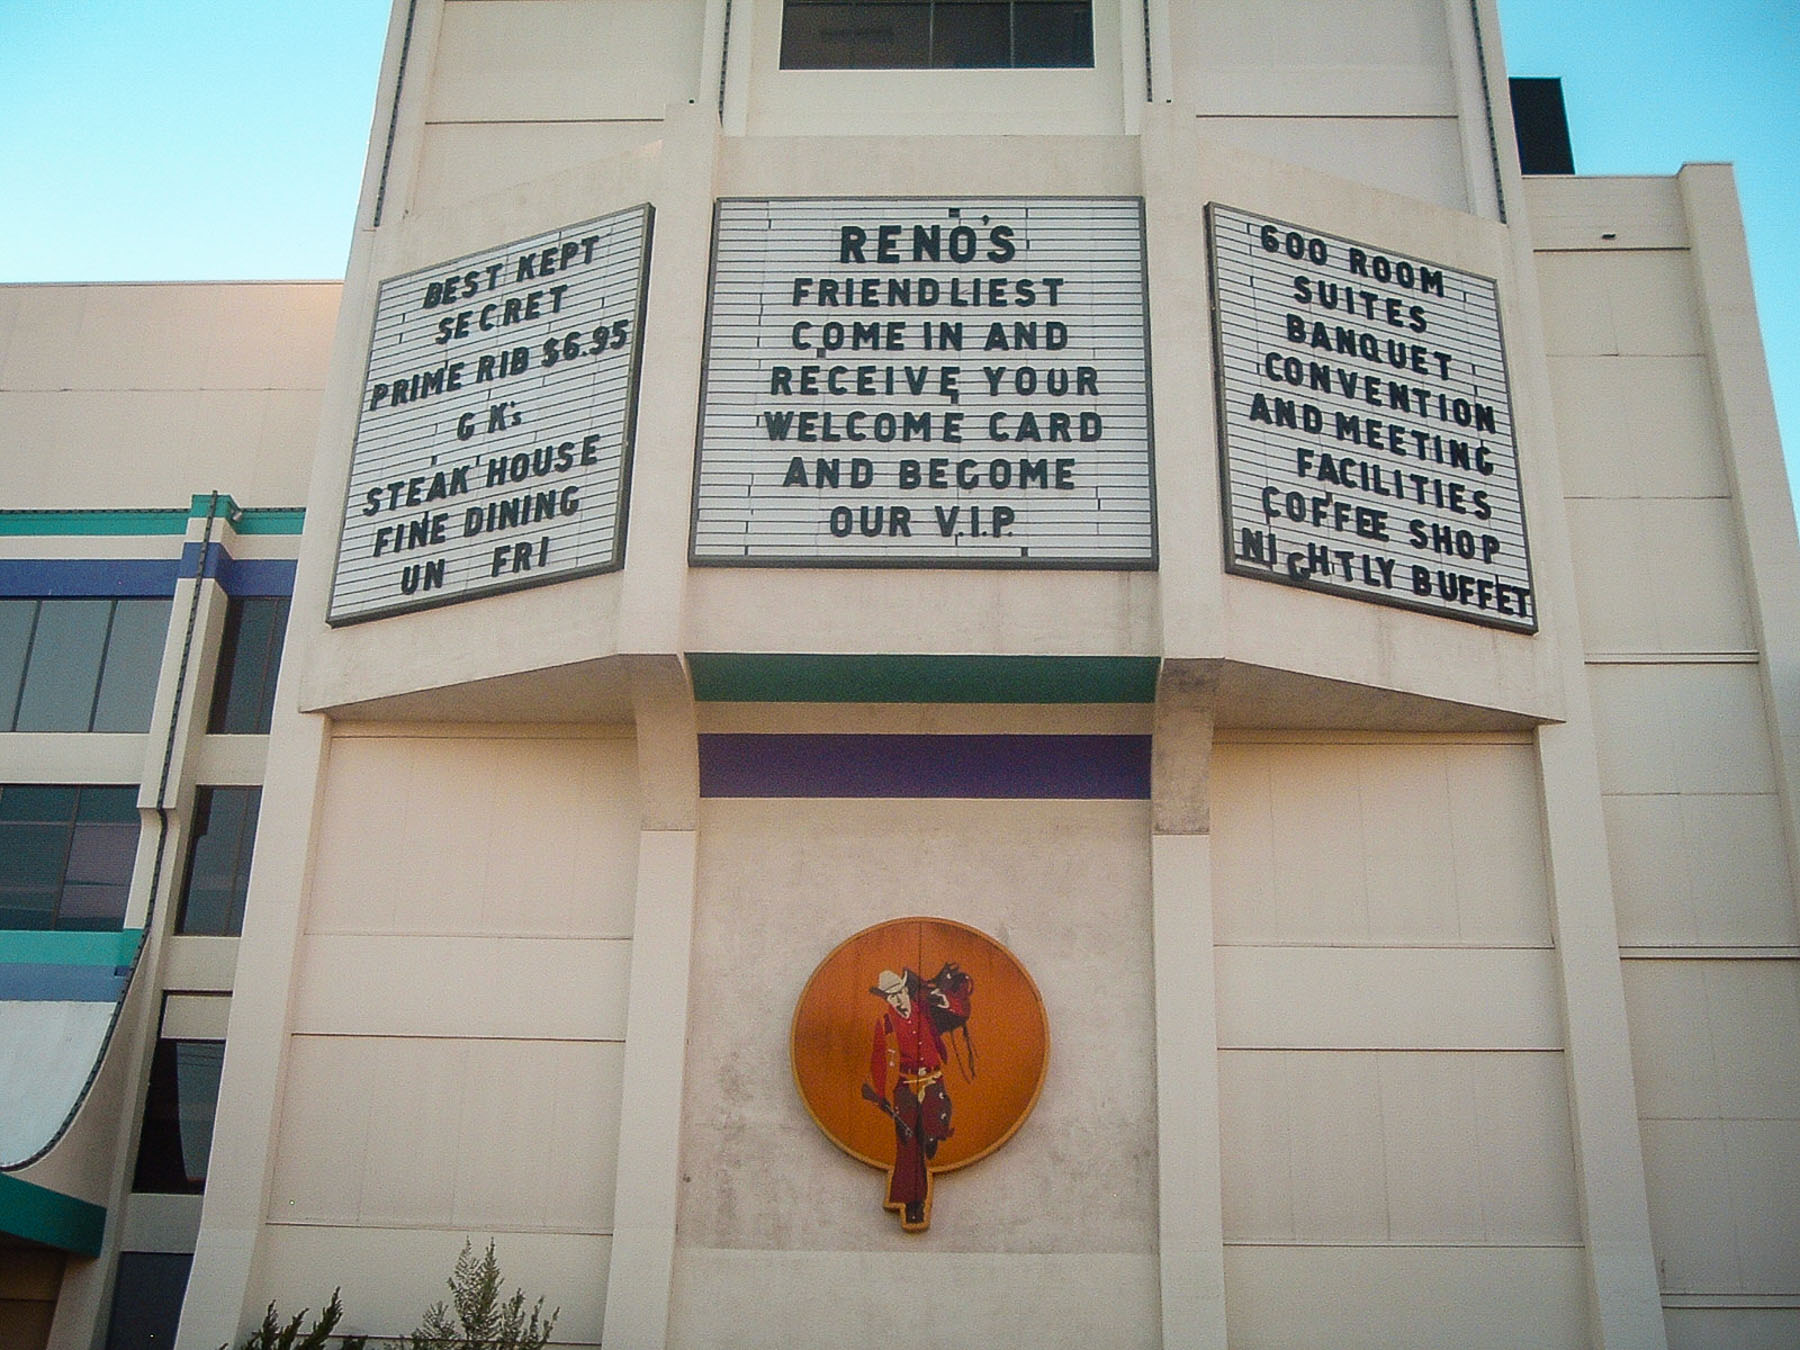 BEST KEPT
SECRET
PRIME RIB $6.95
G K's
STEAK HOUSE
FINE DINING
UN FRI
RENO'S
FRIENDLIEST
COME IN AND
RECEIVE YOUR
WELCOME CARD
AND BEGOME
OUR V.I.P.
600 ROOM
SUITES
BANQUET
CONVENTION
AND MEETING
FACILITIES
COFFEE SHOP
NIGHTLY BUFFET